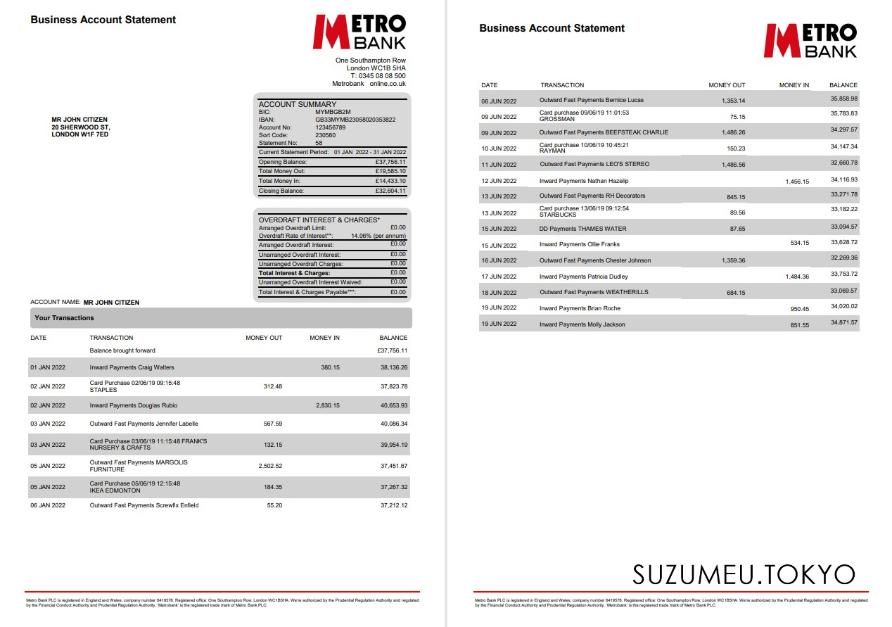 Business Account Statement
METRO
BANK
One Southampton Row
London WC1B 5HA
T: 0345 08 08 500
Metrobank online.co.uk
MR JOHN CITIZEN
20 SHERWOOD ST,
LONDON W1F 7ED
ACCOUNT SUMMARY
BIC: MYMBGB2M
IBAN: GB33MYMB23058020353822
Account No: 123456789
Sort Code: 230580
Statement No: 58
Current Statement Period: 01 JAN 2022 - 31 JAN 2022
Opening Balance: £37,756.11
Total Money Out: £19,585.10
Total Money In: £14,433.10
Closing Balance: £32,604.11
OVERDRAFT INTEREST & CHARGES*
Arranged Overdraft Limit: £0.00
Overdraft Rate of Interest**: 14.06% (per annum)
Arranged Overdraft Interest: £0.00
Unarranged Overdraft Interest: £0.00
Unarranged Overdraft Charges: £0.00
Total Interest & Charges: £0.00
Unarranged Overdraft Interest Waived £0.00
Total Interest & Charges Payable***: £0.00
ACCOUNT NAME: MR JOHN CITIZEN
Your Transactions
DATE TRANSACTION MONEY OUT MONEY IN BALANCE
Balance brought forward £37,756.11
01 JAN 2022 Inward Payments Craig Walters 380.15 38,136.26
02 JAN 2022 Card Purchase 02/06/19 09:15:48 312.48 37,823.78
STAPLES
02 JAN 2022 Inward Payments Douglas Rubio 2,830.15 40,653.93
03 JAN 2022 Outward Fast Payments Jennifer Labelle 567.59 40,086.34
03 JAN 2022 Card Purchase 03/06/19 11:15:48 FRANK'S 132.15 39,954.19
NURSERY & CRAFTS
05 JAN 2022 Outward Fast Payments MARGOLIS 2,502.52 37,451.67
FURNITURE
05 JAN 2022 Card Purchase 05/06/19 12:15:48 184.35 37,267.32
IKEA EDMONTON
06 JAN 2022 Outward Fast Payments Screwfix Enfield 55.20 37,212.12
Metro Bank PLC is registered in England and Wales, company number 6419578. Registered office: One Southampton Row, London WC1B5HA. We're authorized by the Prudential Regulation Authority and regulated
by the Financial Conduct Authority and Prudential Regulation Authority. 'Metrobank' is the registered trade mark of Metro Bank PLC.
Business Account Statement
METRO
BANK
DATE TRANSACTION MONEY OUT MONEY IN BALANCE
06 JUN 2022 Outward Fast Payments Bernice Lucas 1,353.14 35,858.98
09 JUN 2022 Card purchase 09/06/19 11:01:53 75.15 35,783.83
GROSSMAN
09 JUN 2022 Outward Fast Payments BEEFSTEAK CHARLIE 1,486.26 34,297.57
10 JUN 2022 Card purchase 10/06/19 10:45:21 150.23 34,147.34
RAYMAN
11 JUN 2022 Outward Fast Payments LEO'S STEREO 1,486.56 32,660.78
12 JUN 2022 Inward Payments Nathan Hazelip 1,456.15 34,116.93
13 JUN 2022 Outward Fast Payments RH Decorators 845.15 33,271.78
13 JUN 2022 Card purchase 13/06/19 09:12:54 89.56 33,182.22
STARBUCKS
15 JUN 2022 DD Payments THAMES WATER 87.65 33,094.57
15 JUN 2022 Inward Payments Ollie Franks 534.15 33,628.72
16 JUN 2022 Outward Fast Payments Chester Johnson 1,359.36 32,269.36
17 JUN 2022 Inward Payments Patricia Dudley 1,484.36 33,753.72
18 JUN 2022 Outward Fast Payments WEATHERILLS 684.15 33,069.57
19 JUN 2022 Inward Payments Brian Roche 950.45 34,020.02
19 JUN 2022 Inward Payments Molly Jackson 851.55 34,871.57
SUZUMEU.TOKYO
Metro Bank PLC is registered in England and Wales, company number 6419578. Registered office: One Southampton Row, London WC1B5HA. We're authorized by the Prudential Regulation Authority and regulated
by the Financial Conduct Authority and Prudential Regulation Authority. 'Metrobank' is the registered trade mark of Metro Bank PLC.